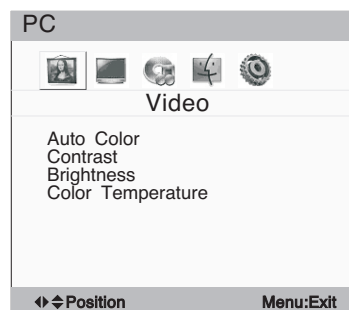 PC
Video
Auto Color
Contrast
Brightness
Color Temperature
Position Menu:Exit